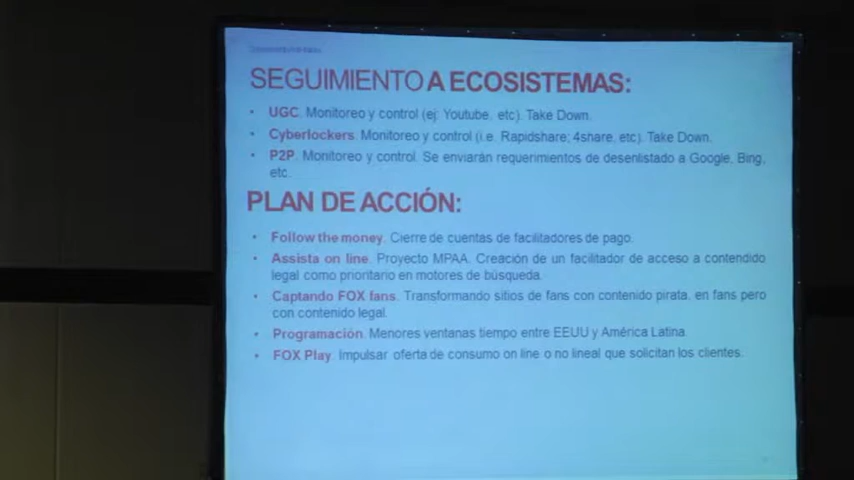 SEGUIMIENTO A ECOSISTEMAS:
• UGC. Monitoreo y control (ej: Youtube, etc). Take Down.
• Cyberlockers. Monitoreo y control (i.e. Rapidshare; 4share, etc). Take Down.
• P2P. Monitoreo y control. Se enviarán requerimientos de desenlistado a Google, Bing,
etc.
PLAN DE ACCIÓN:
• Follow the money. Cierre de cuentas de facilitadores de pago.
• Assista on line. Proyecto MPAA. Creación de un facilitador de acceso a contendido
legal como prioritario en motores de búsqueda.
• Captando FOX fans. Transformando sitios de fans con contenido pirata, en fans pero
con contenido legal.
• Programación. Menores ventanas tiempo entre EEUU y América Latina.
• FOX Play. Impulsar oferta de consumo on line o no lineal que solicitan los clientes.